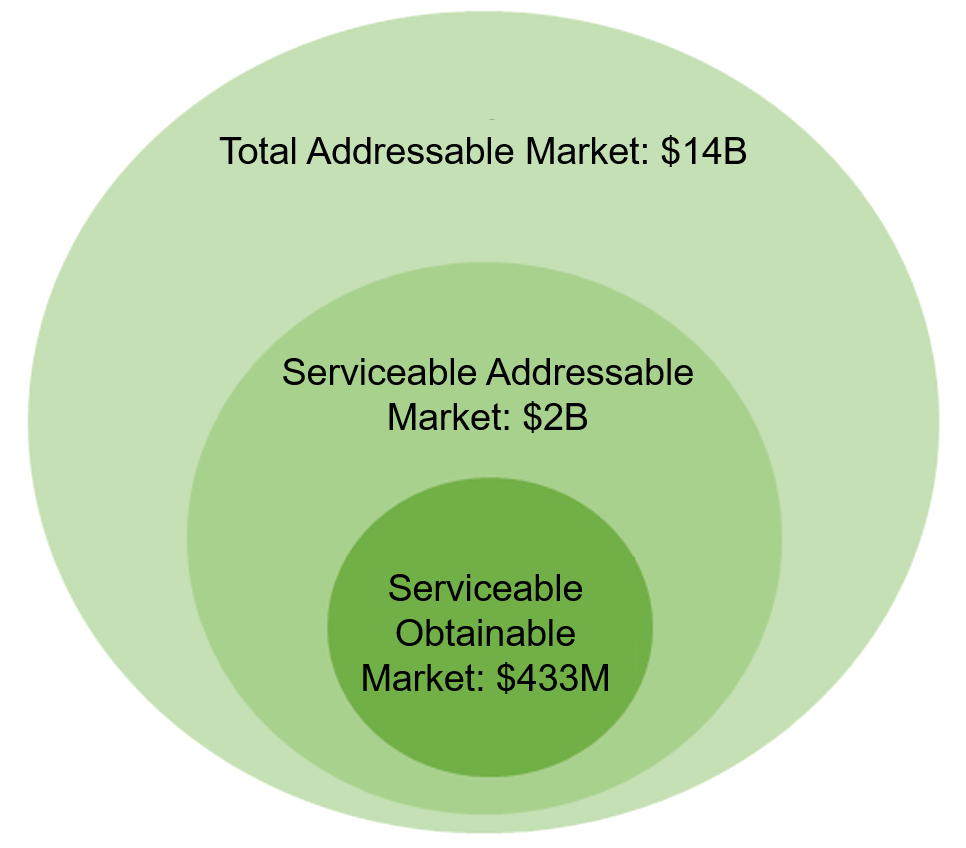 Total Addressable Market: $14B
Serviceable Addressable
Market: $2B
Serviceable
Obtainable
Market: $433M